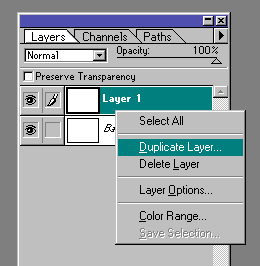 Layers Channels Paths
Normal Opacity: 100%
Preserve Transparency
Layer 1
Ba
Select All
Duplicate Layer...
Delete Layer
Layer Options...
Color Range...
Save Selection...